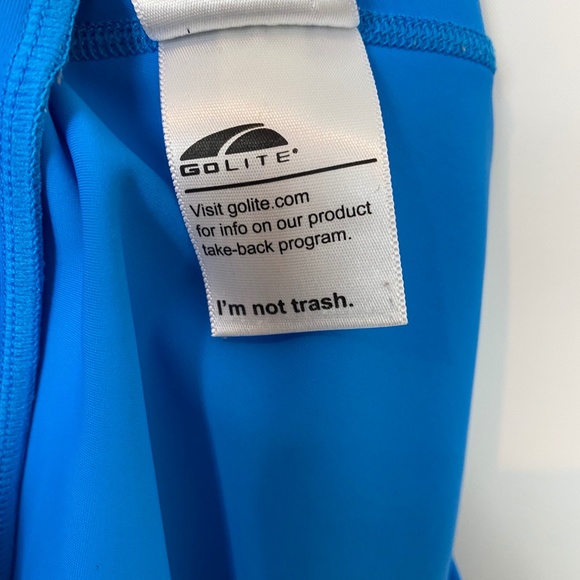 GOLITE®
Visit golite.com
for info on our product
take-back program.
I'm not trash.